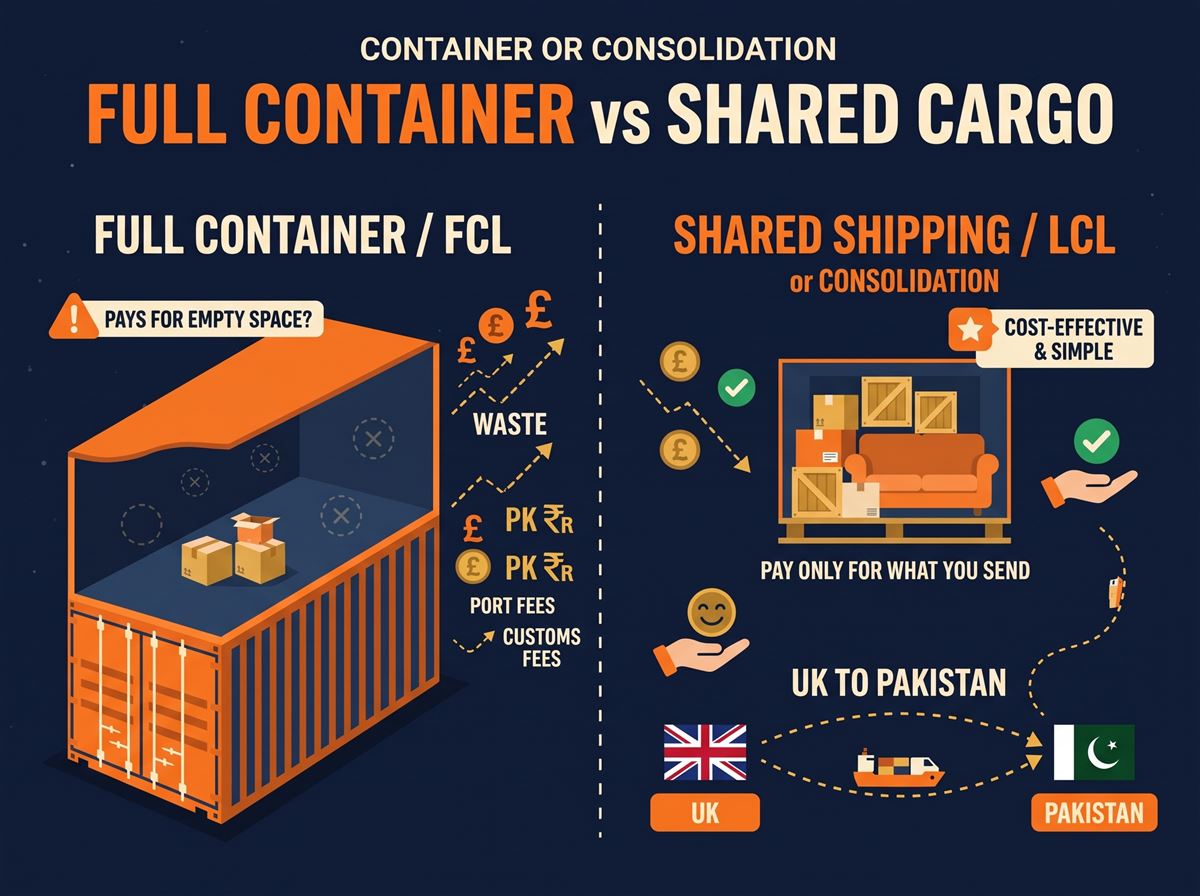 CONTAINER OR CONSOLIDATION
FULL CONTAINER vs SHARED CARGO
FULL CONTAINER / FCL
! PAYS FOR EMPTY SPACE?
£ £ £
WASTE
£ PK ₹R
£ PK ₹R
PORT FEES
CUSTOMS
FEES
SHARED SHIPPING / LCL
or CONSOLIDATION
COST-EFFECTIVE
& SIMPLE
£
£
PAY ONLY FOR WHAT YOU SEND
UK TO PAKISTAN
UK
PAKISTAN